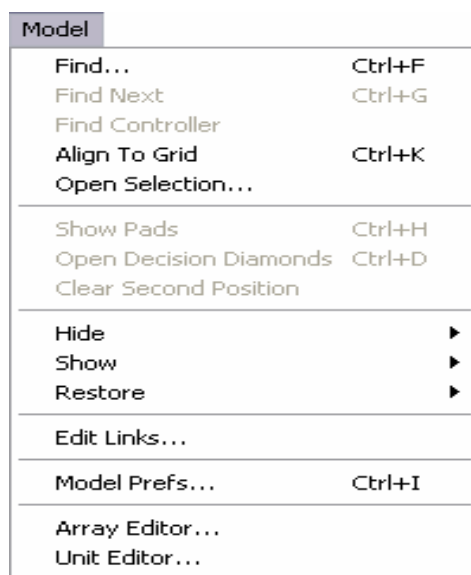 Model
Find... Ctrl+F
Find Next Ctrl+G
Find Controller
Align To Grid Ctrl+K
Open Selection...
Show Pads Ctrl+H
Open Decision Diamonds Ctrl+D
Clear Second Position
Hide
Show
Restore
Edit Links...
Model Prefs... Ctrl+I
Array Editor...
Unit Editor...